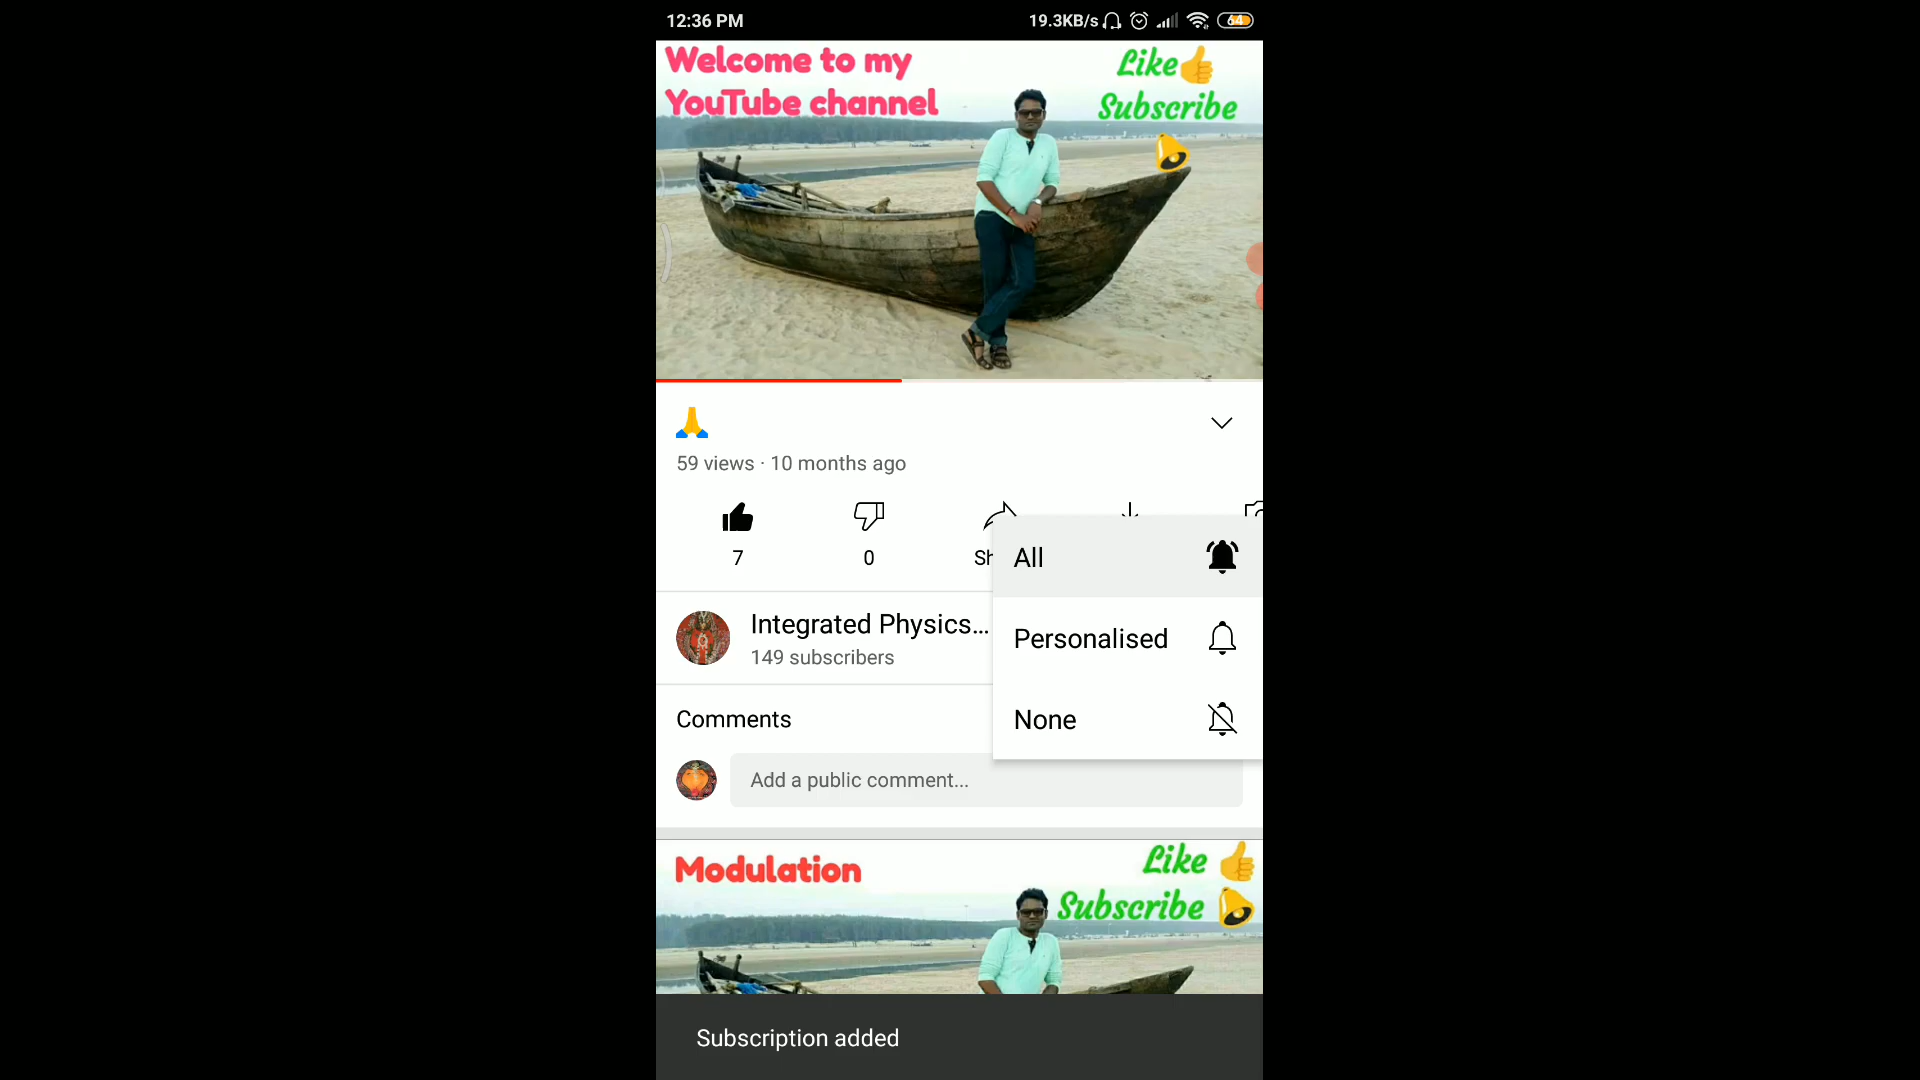 12:36 PM
19.3KB/s
64
Welcome to my
YouTube channel
Like
Subscribe
59 views · 10 months ago
7
0
Sh
All
Integrated Physics...
149 subscribers
Personalised
None
Comments
Add a public comment...
Modulation
Like
Subscribe
Subscription added